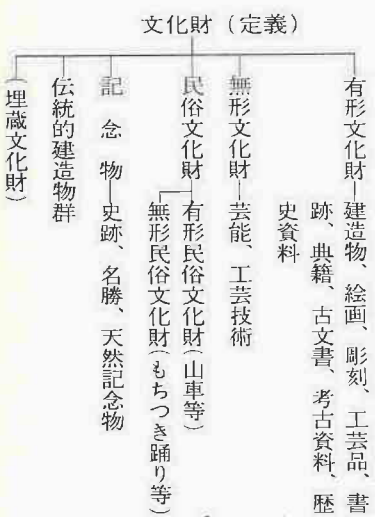 文化財（定義）
有形文化財―建造物、絵画、彫刻、工芸品、書
跡、典籍、古文書、考古資料、歴
史資料
無形文化財―芸能、工芸技術
民俗文化財
有形民俗文化財（山車等）
無形民俗文化財（もちつき踊り等）
記念物―史跡、名勝、天然記念物
伝統的建造物群
（埋蔵文化財）